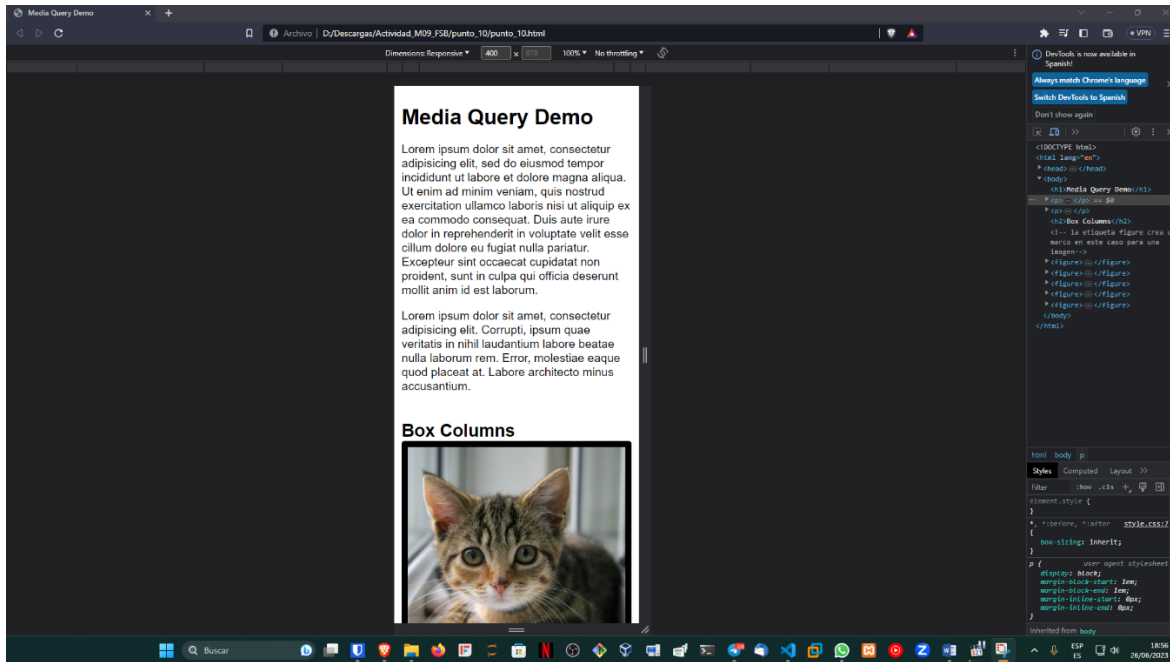 Media Query Demo
Archivo | D:/Descargas/Actividad_M09_FSB/punto_10/punto_10.html
VPN
Dimensions: Responsive
400 x 878
100%
No throttling
Media Query Demo
Lorem ipsum dolor sit amet, consectetur
adipisicing elit, sed do eiusmod tempor
incididunt ut labore et dolore magna aliqua.
Ut enim ad minim veniam, quis nostrud
exercitation ullamco laboris nisi ut aliquip ex
ea commodo consequat. Duis aute irure
dolor in reprehenderit in voluptate velit esse
cillum dolore eu fugiat nulla pariatur.
Excepteur sint occaecat cupidatat non
proident, sunt in culpa qui officia deserunt
mollit anim id est laborum.
Lorem ipsum dolor sit amet, consectetur
adipisicing elit. Corrupti, ipsum quae
veritatis in nihil laudantium labore beatae
nulla laborum rem. Error, molestiae eaque
quod placeat at. Labore architecto minus
accusantium.
Box Columns
DevTools is now available in
Spanish!
Always match Chrome's language
Switch DevTools to Spanish
Don't show again
<!DOCTYPE html>
<html lang="en">
<head> </head>
<body>
<h1>Media Query Demo</h1>
<p> </p> == $0
<p> </p>
<h2>Box Columns</h2>
<!-- la etiqueta figure crea u
marco en este caso para una
imagen-->
<figure> </figure>
<figure> </figure>
<figure> </figure>
<figure> </figure>
<figure> </figure>
</body>
</html>
html body p
Styles Computed Layout
Filter :hov .cls
element.style {
}
*, *:before, *:after style.css:7
{
box-sizing: inherit;
}
p { user agent stylesheet
display: block;
margin-block-start: 1em;
margin-block-end: 1em;
margin-inline-start: 0px;
margin-inline-end: 0px;
}
Inherited from body
Buscar
ESP
ES
18:5
26/06/2023